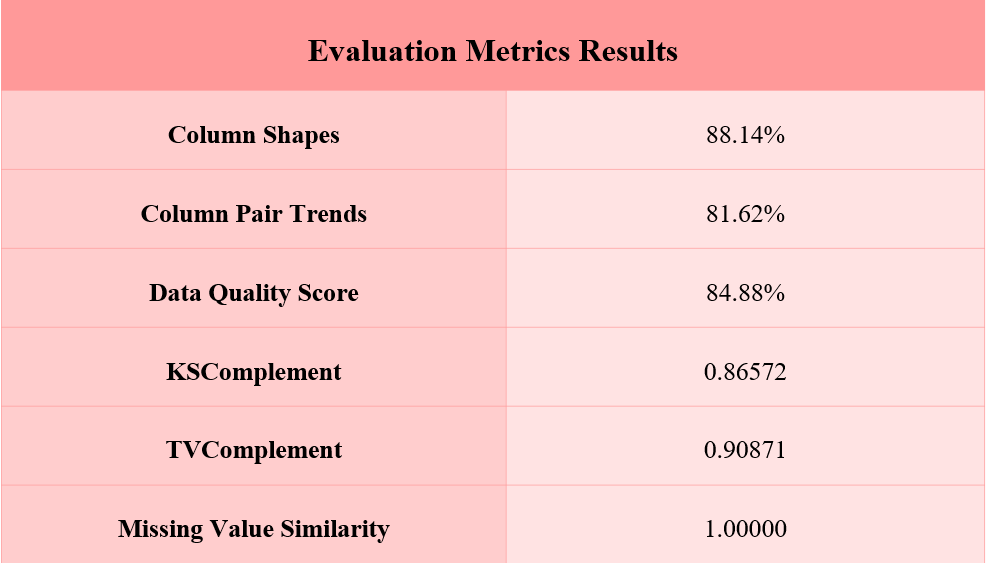 Evaluation Metrics Results
Column Shapes 88.14%
Column Pair Trends 81.62%
Data Quality Score 84.88%
KSComplement 0.86572
TVComplement 0.90871
Missing Value Similarity 1.00000